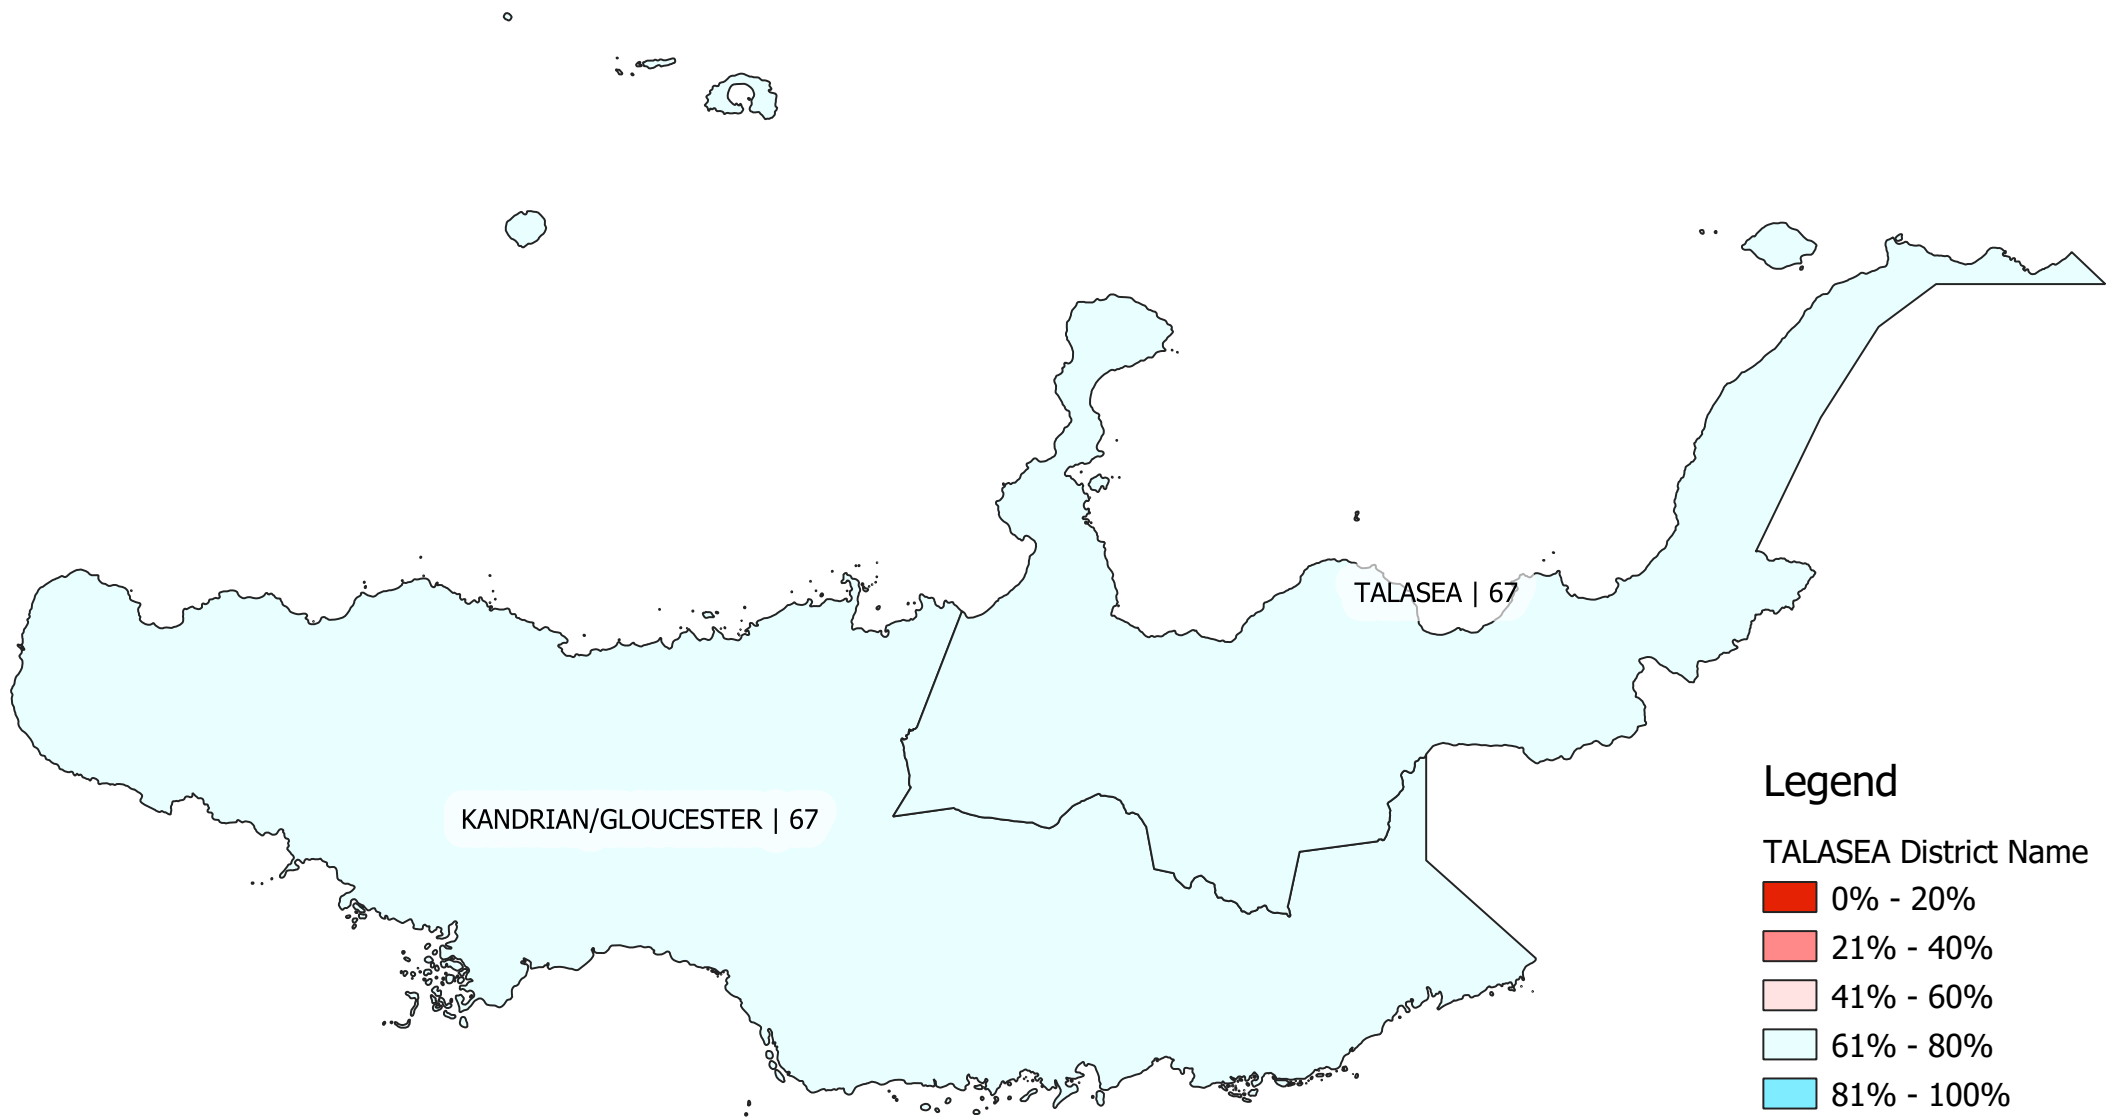 TALASEA | 67
KANDRIAN/GLOUCESTER | 67
Legend
TALASEA District Name
0% - 20%
21% - 40%
41% - 60%
61% - 80%
81% - 100%